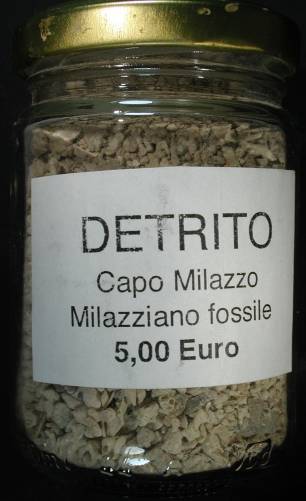 DETRITO
Capo Milazzo
Milazziano fossile
5,00 Euro